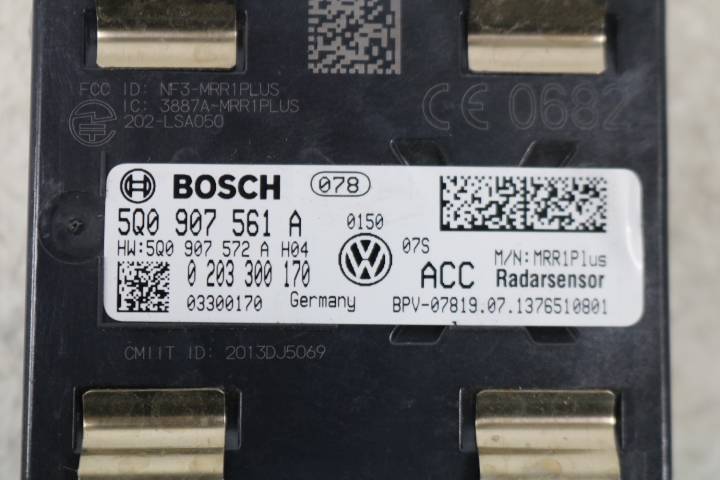 FCC ID: NF3-MRR1PLUS
IC: 3887A-MRR1PLUS
202-LSA050
CE 0682
BOSCH 078
5Q0 907 561 A 0150
HW:5Q0 907 572 A H04 07S
M/N:MRR1Plus
0 203 300 170 ACC Radarsensor
03300170 Germany BPV-07819.07.1376510801
CMIIT ID: 2013DJ5069